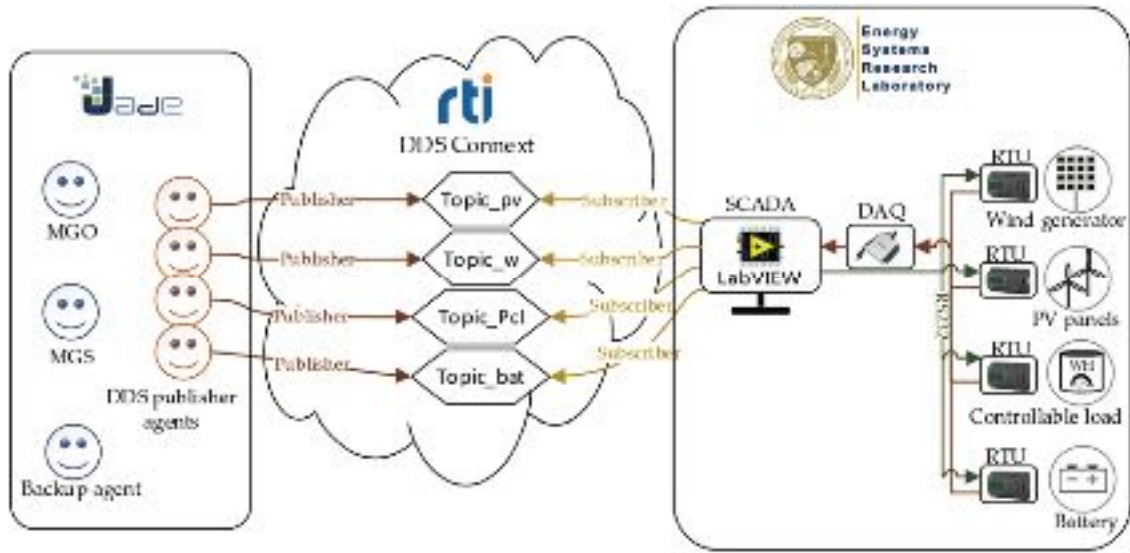 Jade
MGO
MGS
DDS publisher
agents
Backup agent
rti
DDS Connext
Publisher
Topic_pv
Subscriber
Publisher
Topic_w
Subscriber
Publisher
Topic_Pcl
Subscriber
Publisher
Topic_bat
Subscriber
Energy
Systems
Research
Laboratory
SCADA
LabVIEW
DAQ
RTU
Wind generator
RTU
PV panels
RTU
WH
Controllable load
RTU
Battery